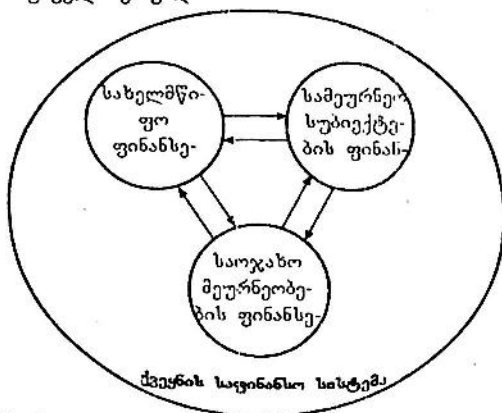 სახელმწი-
ფო
ფინანსე-
სამეურნეო
სუბიექტე-
ბის ფინან-
საოჯახო
მეურნეობე-
ბის ფინანსე-
ქვეყნის საფინანსო სისტემა